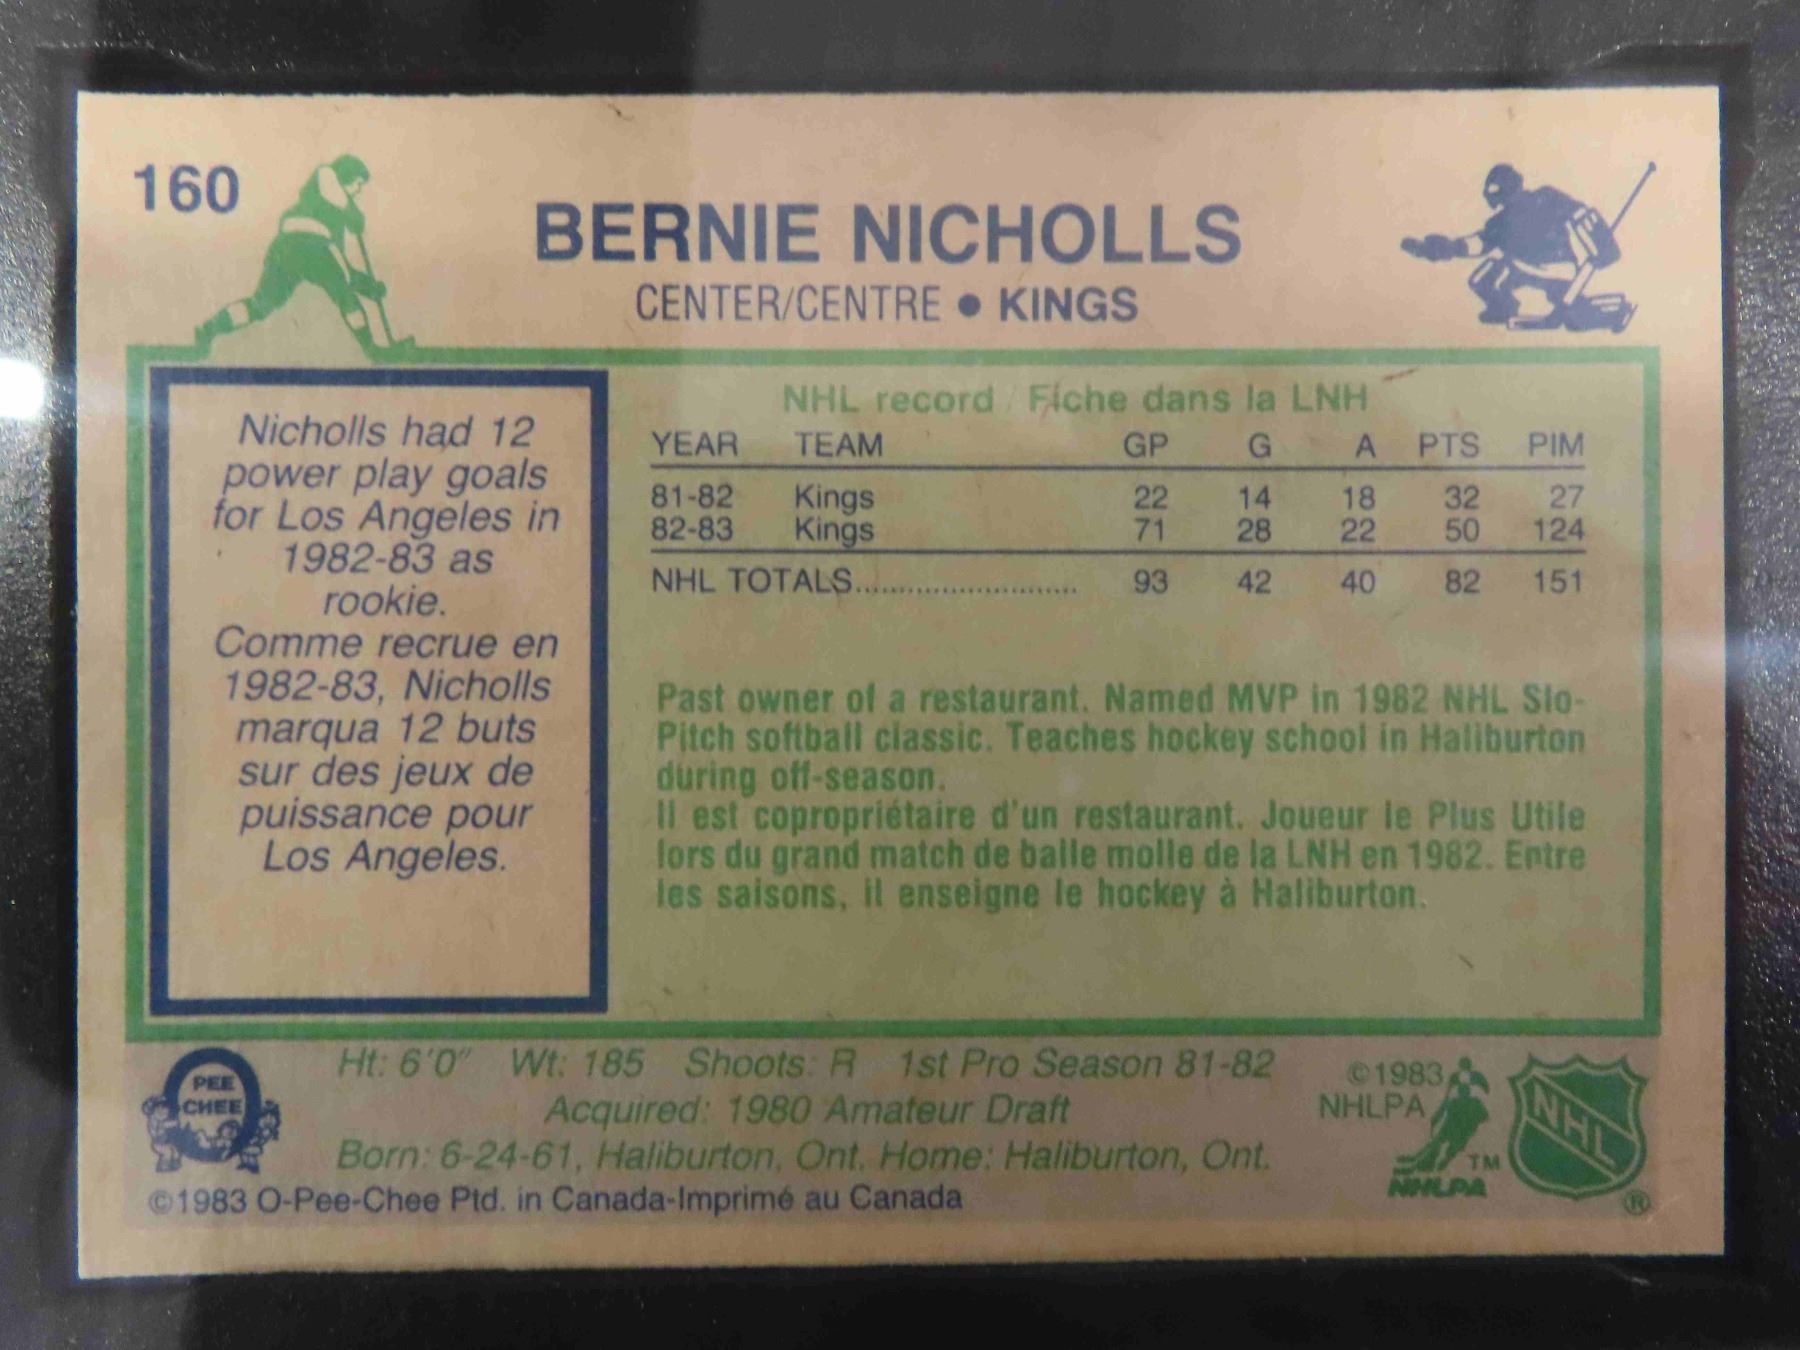 160
BERNIE NICHOLLS
CENTER/CENTRE • KINGS
Nicholls had 12
power play goals
for Los Angeles in
1982-83 as
rookie.
Comme recrue en
1982-83, Nicholls
marqua 12 buts
sur des jeux de
puissance pour
Los Angeles.
NHL record / Fiche dans la LNH
YEAR TEAM GP G A PTS PIM
81-82 Kings 22 14 18 32 27
82-83 Kings 71 28 22 50 124
NHL TOTALS.......................... 93 42 40 82 151
Past owner of a restaurant. Named MVP in 1982 NHL Slo-
Pitch softball classic. Teaches hockey school in Haliburton
during off-season.
Il est copropriétaire d'un restaurant. Joueur le Plus Utile
lors du grand match de balle molle de la LNH en 1982. Entre
les saisons, il enseigne le hockey à Haliburton.
Ht: 6'0" Wt: 185 Shoots: R 1st Pro Season 81-82
Acquired: 1980 Amateur Draft
Born: 6-24-61, Haliburton, Ont. Home: Haliburton, Ont.
©1983 O-Pee-Chee Ptd. in Canada-Imprimé au Canada
PEE
CHEE
©1983
NHLPA
TM
NHLPA
NHL
®